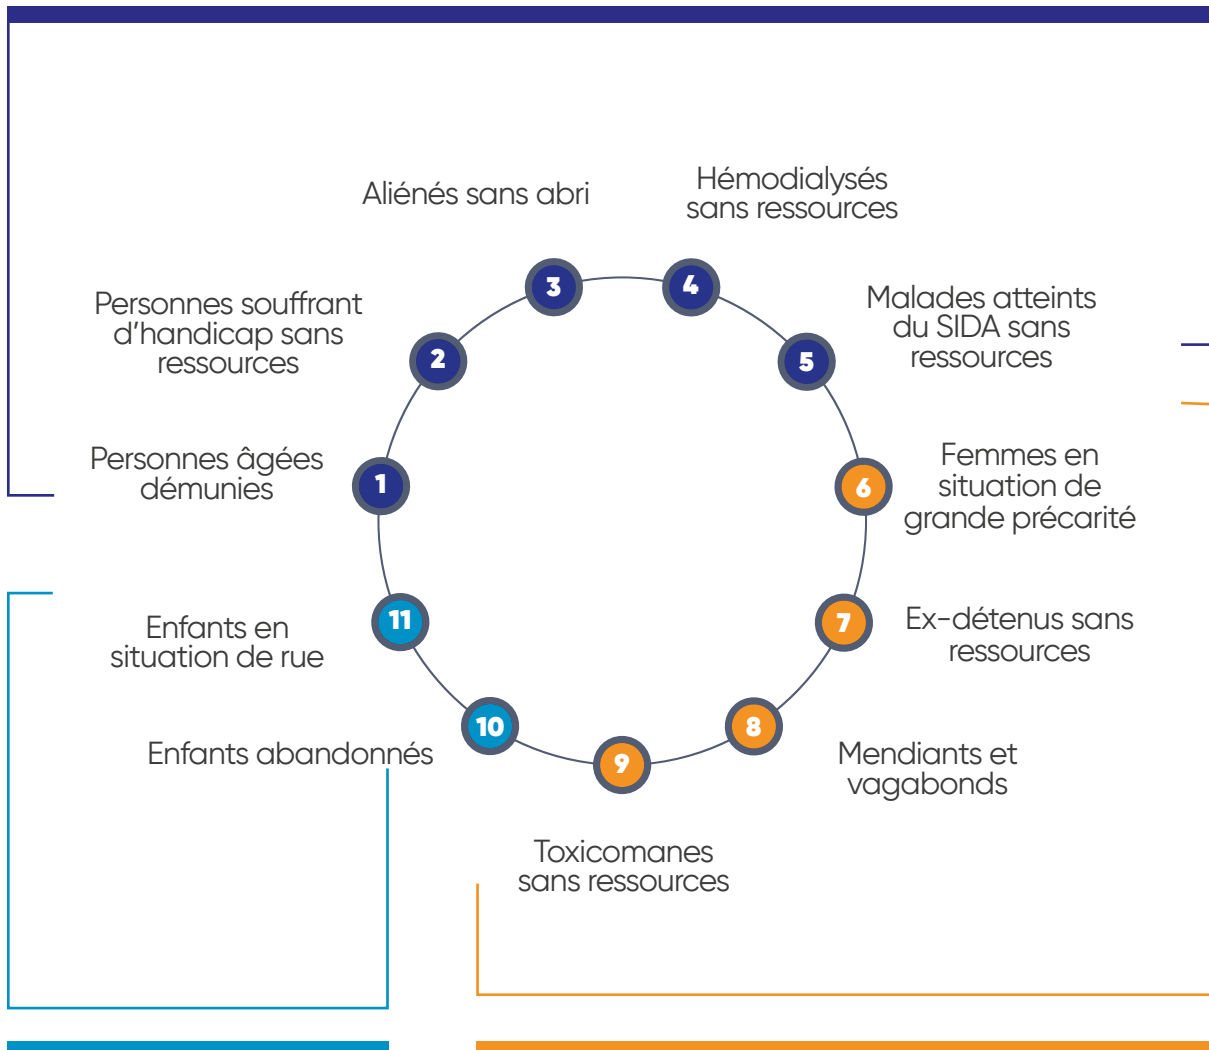 Aliénés sans abri
Hémodialysés
sans ressources
Personnes souffrant
d'handicap sans
ressources
Malades atteints
du SIDA sans
ressources
3
4
2
5
Personnes âgées
démunies
1
6
Femmes en
situation de
grande précarité
Enfants en
situation de rue
11
7
Ex-détenus sans
ressources
Enfants abandonnés
10
9
8
Mendiants et
vagabonds
Toxicomanes
sans ressources